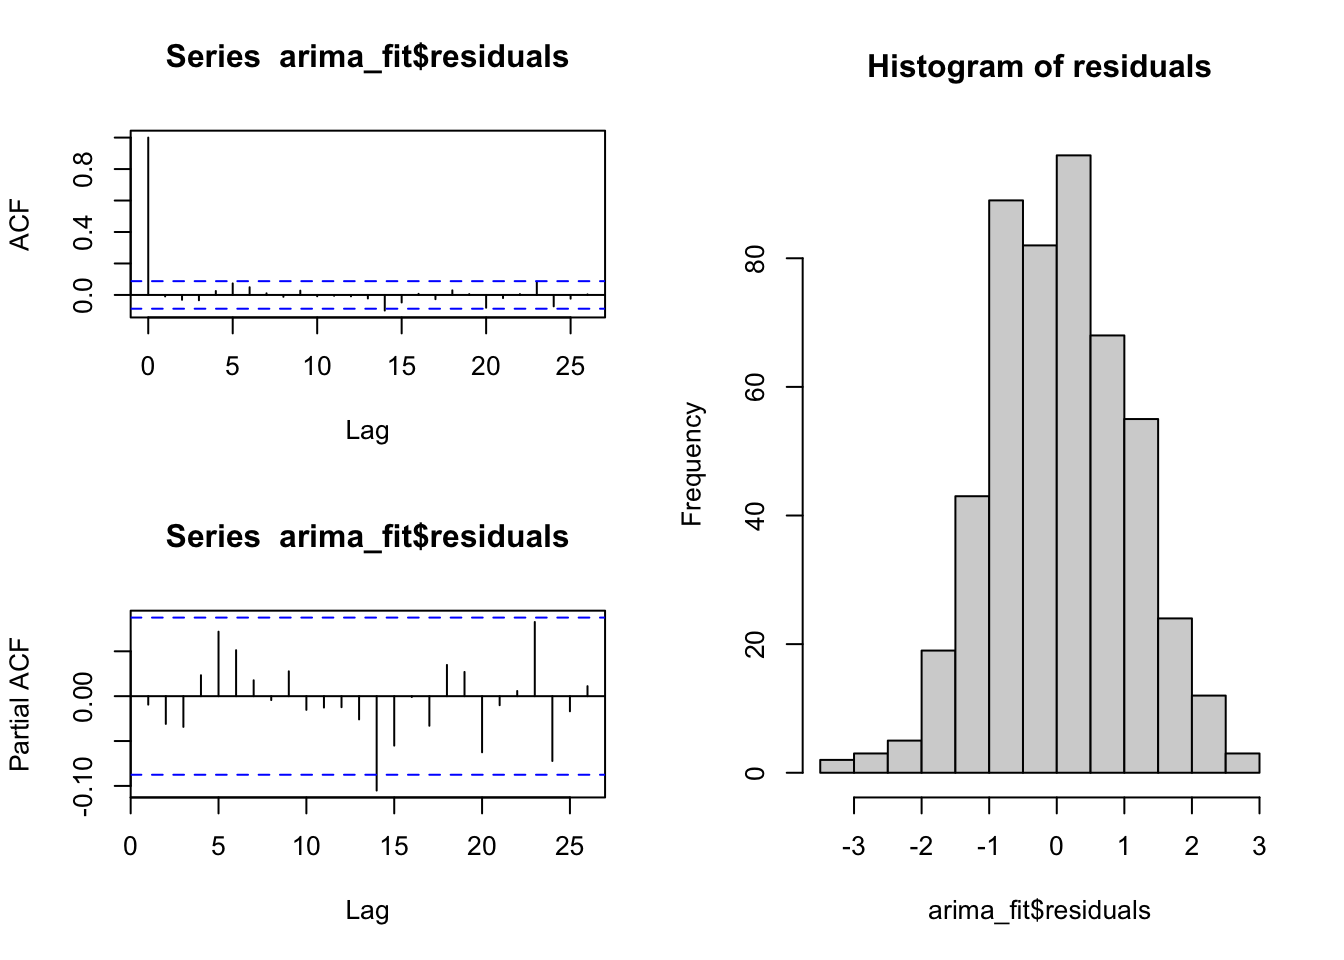 Series  arima_fit$residuals
ACF
0.0 0.4 0.8
0 5 10 15 20 25
Lag
Series  arima_fit$residuals
Partial ACF
-0.10 0.00
0 5 10 15 20 25
Lag
Histogram of residuals
Frequency
0 20 40 60 80
-3 -2 -1 0 1 2 3
arima_fit$residuals